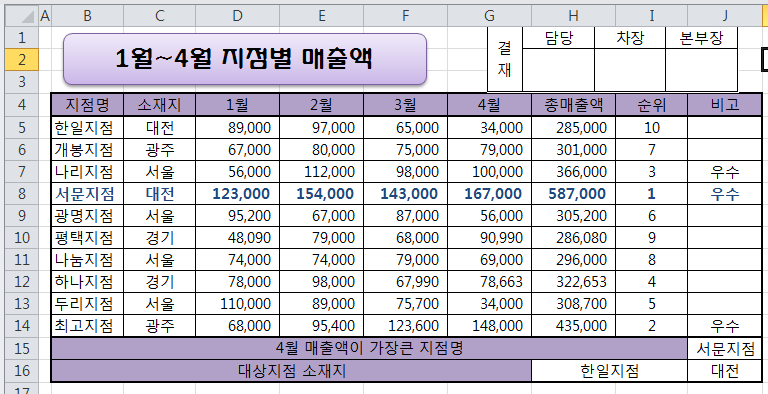 A B C D E F G H I J
1 담당 차장 본부장
2 1월~4월 지점별 매출액 결재
3
4 지점명 소재지 1월 2월 3월 4월 총매출액 순위 비고
5 한일지점 대전 89,000 97,000 65,000 34,000 285,000 10
6 개봉지점 광주 67,000 80,000 75,000 79,000 301,000 7
7 나리지점 서울 56,000 112,000 98,000 100,000 366,000 3 우수
8 서문지점 대전 123,000 154,000 143,000 167,000 587,000 1 우수
9 광명지점 서울 95,200 67,000 87,000 56,000 305,200 6
10 평택지점 경기 48,090 79,000 68,000 90,990 286,080 9
11 나눔지점 서울 74,000 74,000 79,000 69,000 296,000 8
12 하나지점 경기 78,000 98,000 67,990 78,663 322,653 4
13 두리지점 서울 110,000 89,000 75,700 34,000 308,700 5
14 최고지점 광주 68,000 95,400 123,600 148,000 435,000 2 우수
15 4월 매출액이 가장큰 지점명 서문지점
16 대상지점 소재지 한일지점 대전
17